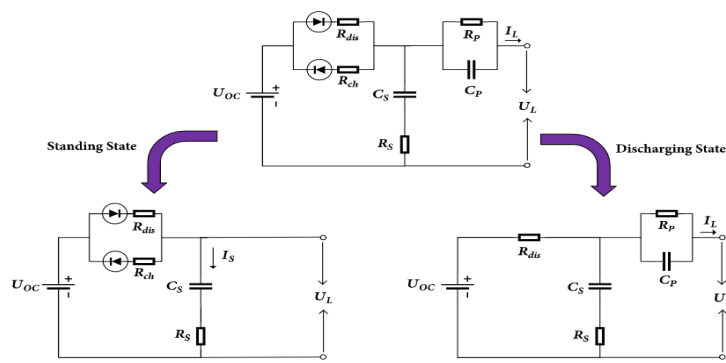 R_dis
R_ch
U_OC
+
−
C_S
R_S
R_P
C_P
I_L
U_L
Standing State
Discharging State
R_dis
R_ch
U_OC
+
−
I_S
C_S
R_S
U_L
R_dis
U_OC
+
−
C_S
R_S
R_P
C_P
I_L
U